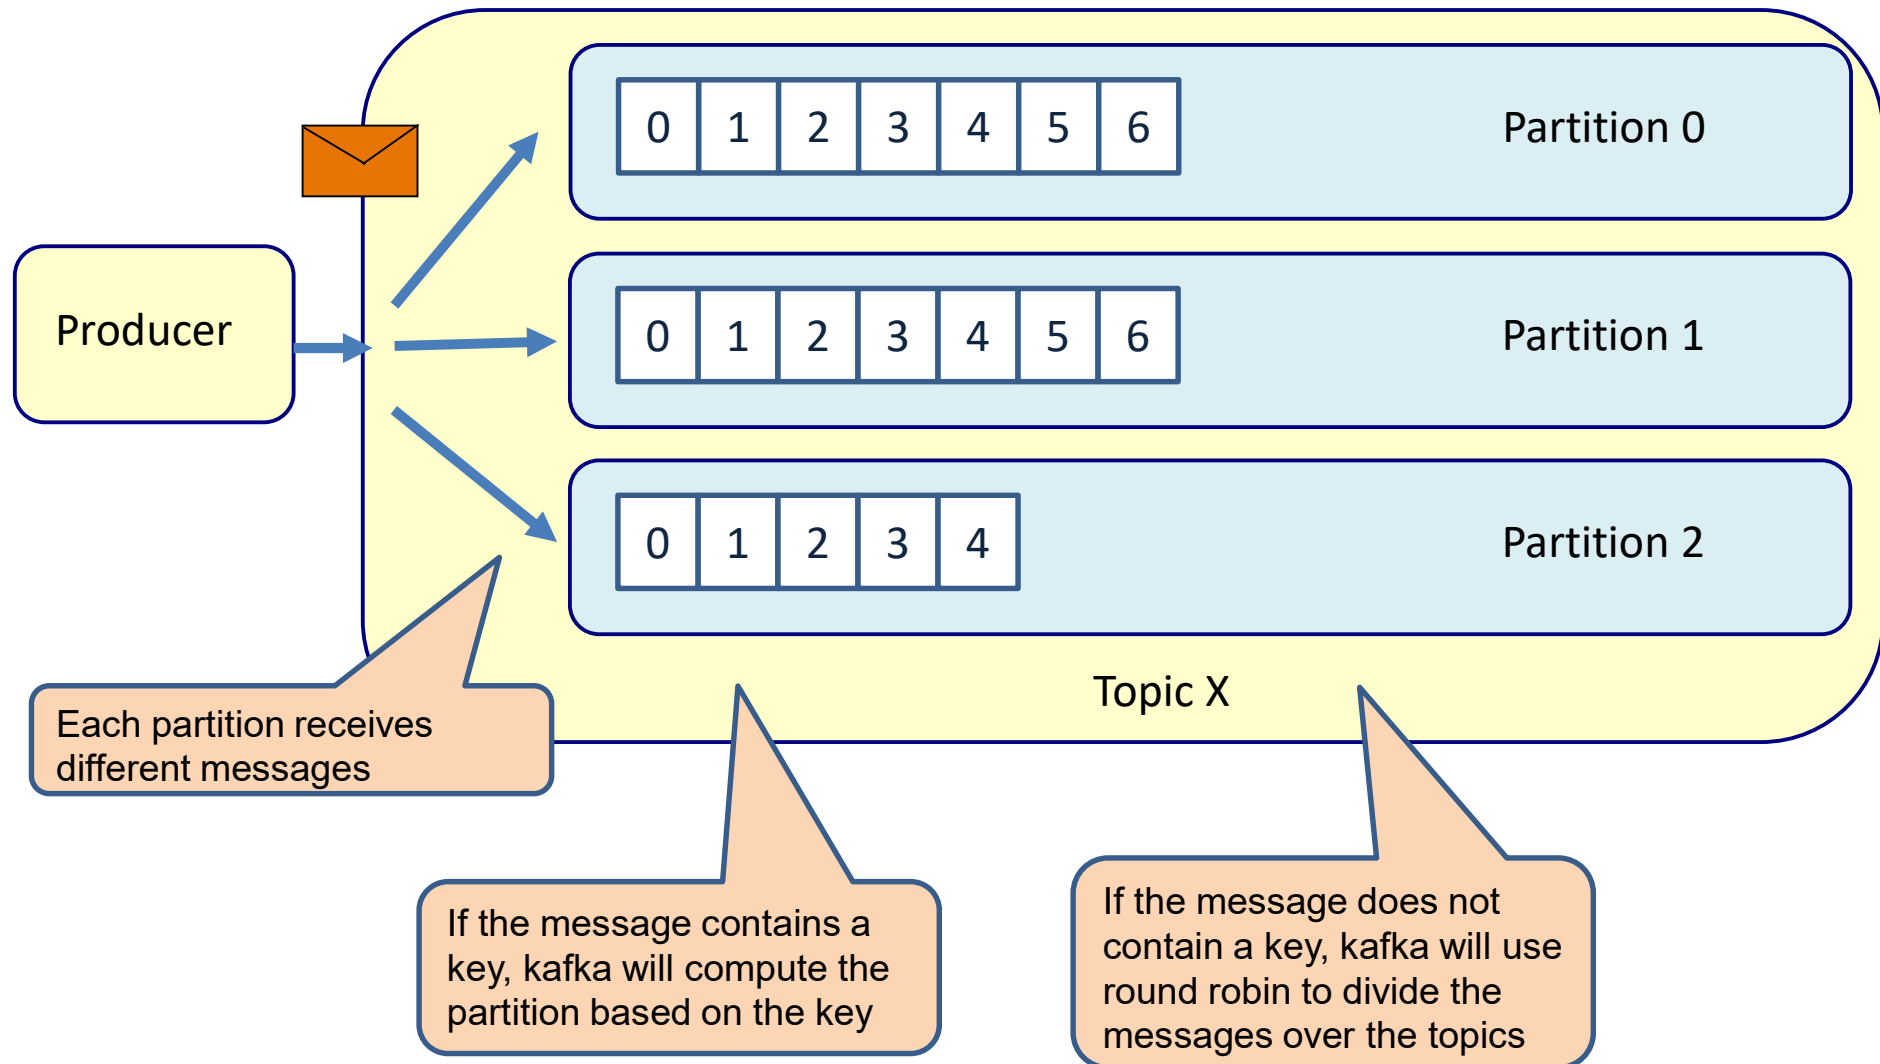 0 1 2 3 4 5 6 Partition 0
Producer
0 1 2 3 4 5 6 Partition 1
0 1 2 3 4 Partition 2
Topic X
Each partition receives
different messages
If the message contains a
key, kafka will compute the
partition based on the key
If the message does not
contain a key, kafka will use
round robin to divide the
messages over the topics